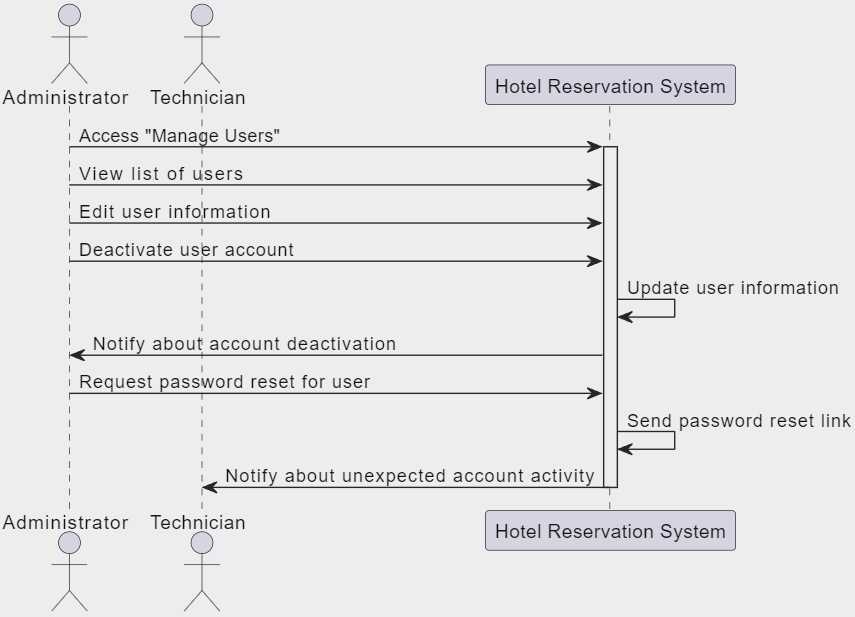 Administrator
Technician
Hotel Reservation System
Access "Manage Users"
View list of users
Edit user information
Deactivate user account
Update user information
Notify about account deactivation
Request password reset for user
Send password reset link
Notify about unexpected account activity
Administrator
Technician
Hotel Reservation System